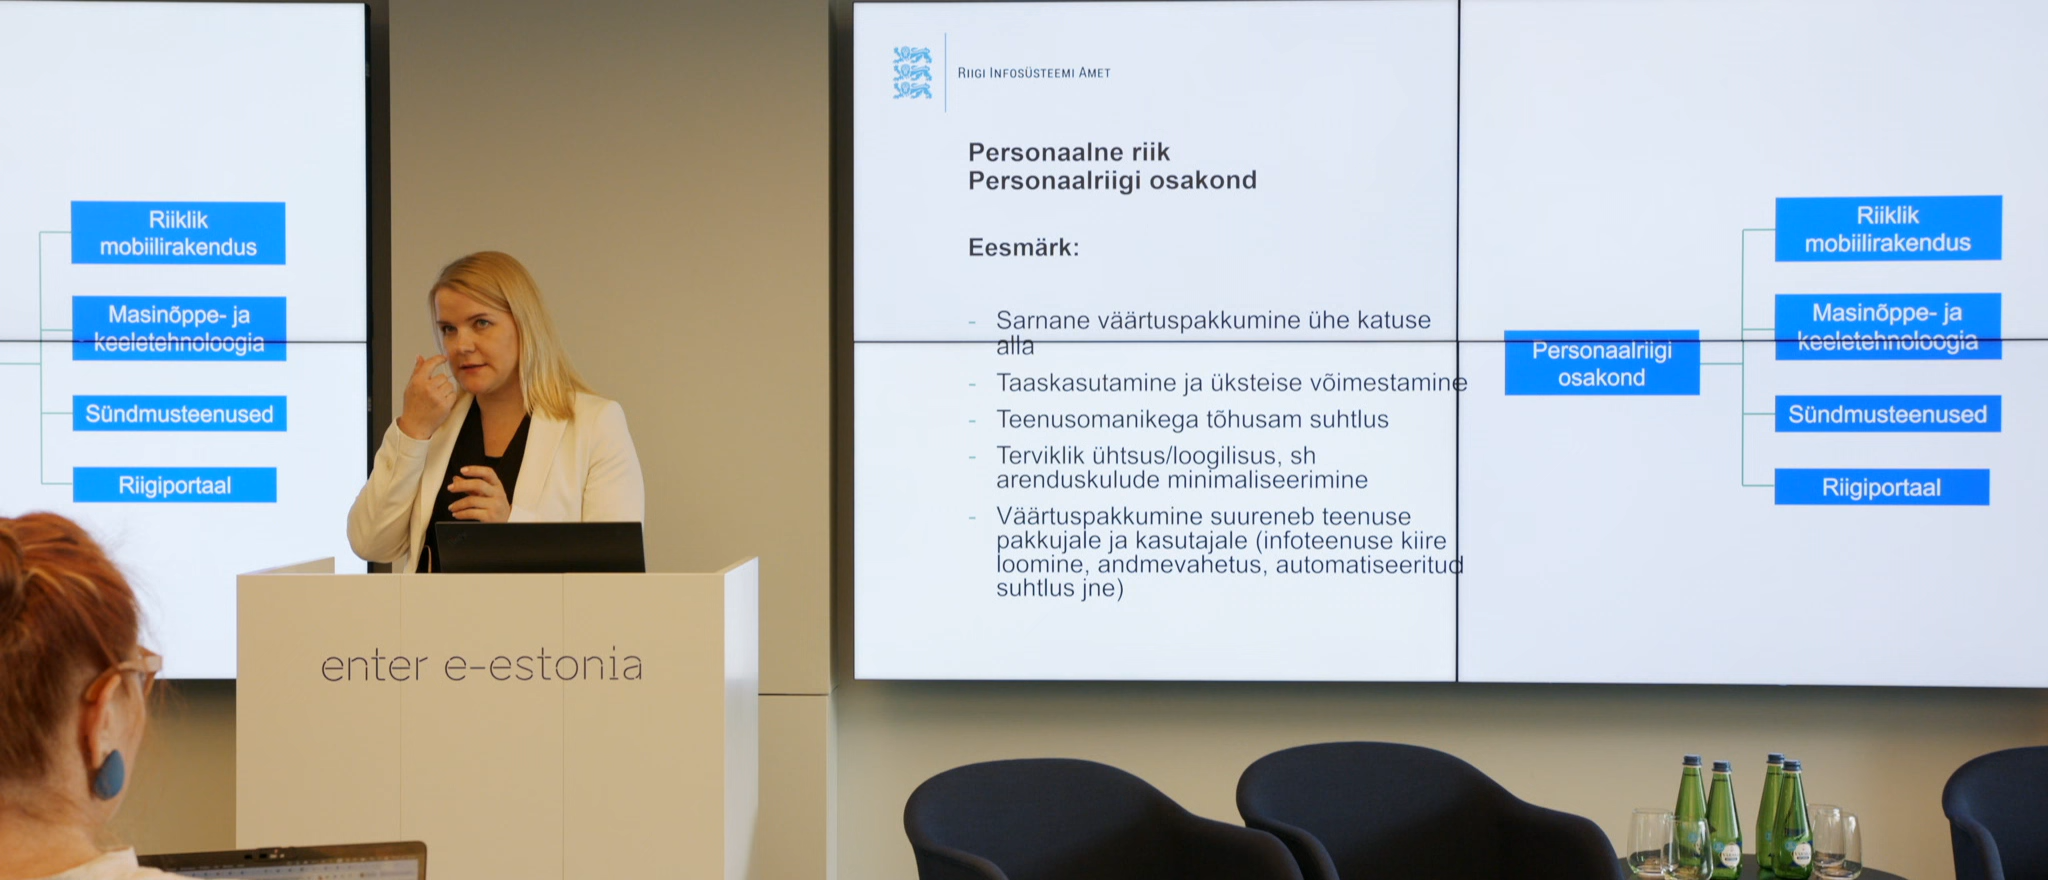 Riiklik
mobiilirakendus
Masinõppe- ja
keeletehnoloogia
Sündmusteenused
Riigiportaal
enter e-estonia
RIIGI INFOSÜSTEEMI AMET
Personaalne riik
Personaalriigi osakond
Eesmärk:
- Sarnane väärtuspakkumine ühe katuse
alla
- Taaskasutamine ja üksteise võimestamine
- Teenusomanikega tõhusam suhtlus
- Terviklik ühtsus/loogilisus, sh
arenduskulude minimaliseerimine
- Väärtuspakkumine suureneb teenuse
pakkujale ja kasutajale (infoteenuse kiire
loomine, andmevahetus, automatiseeritud
suhtlus jne)
Personaalriigi
osakond
Riiklik
mobiilirakendus
Masinõppe- ja
keeletehnoloogia
Sündmusteenused
Riigiportaal